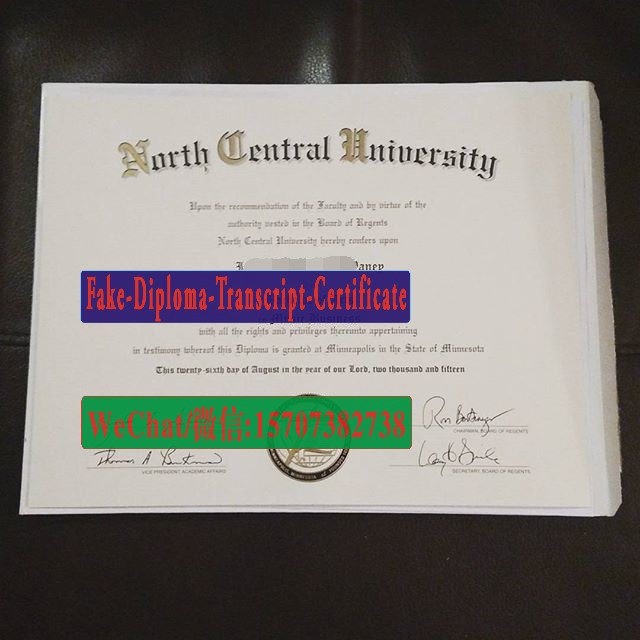 North Central University
Upon the recommendation of the Faculty and by virtue of the
authority vested in the Board of Regents
North Central University hereby confers upon
Fake-Diploma-Transcript-Certificate
with all the rights and privileges thereunto appertaining
in testimony whereof this Diploma is granted at Minneapolis in the State of Minnesota
This twenty-sixth day of August in the year of our Lord, two thousand and fifteen
WeChat/微信:15707382738
CHAIRMAN, BOARD OF REGENTS
VICE PRESIDENT, ACADEMIC AFFAIRS
SECRETARY, BOARD OF REGENTS